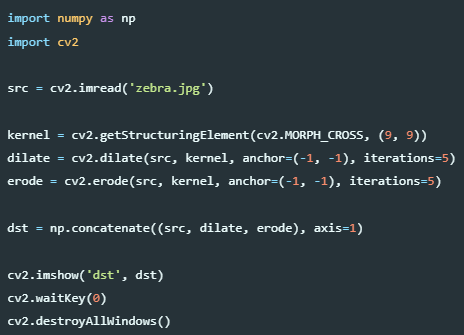 import numpy as np
import cv2
src = cv2.imread('zebra.jpg')
kernel = cv2.getStructuringElement(cv2.MORPH_CROSS, (9, 9))
dilate = cv2.dilate(src, kernel, anchor=(-1, -1), iterations=5)
erode = cv2.erode(src, kernel, anchor=(-1, -1), iterations=5)
dst = np.concatenate((src, dilate, erode), axis=1)
cv2.imshow('dst', dst)
cv2.waitKey(0)
cv2.destroyAllWindows()